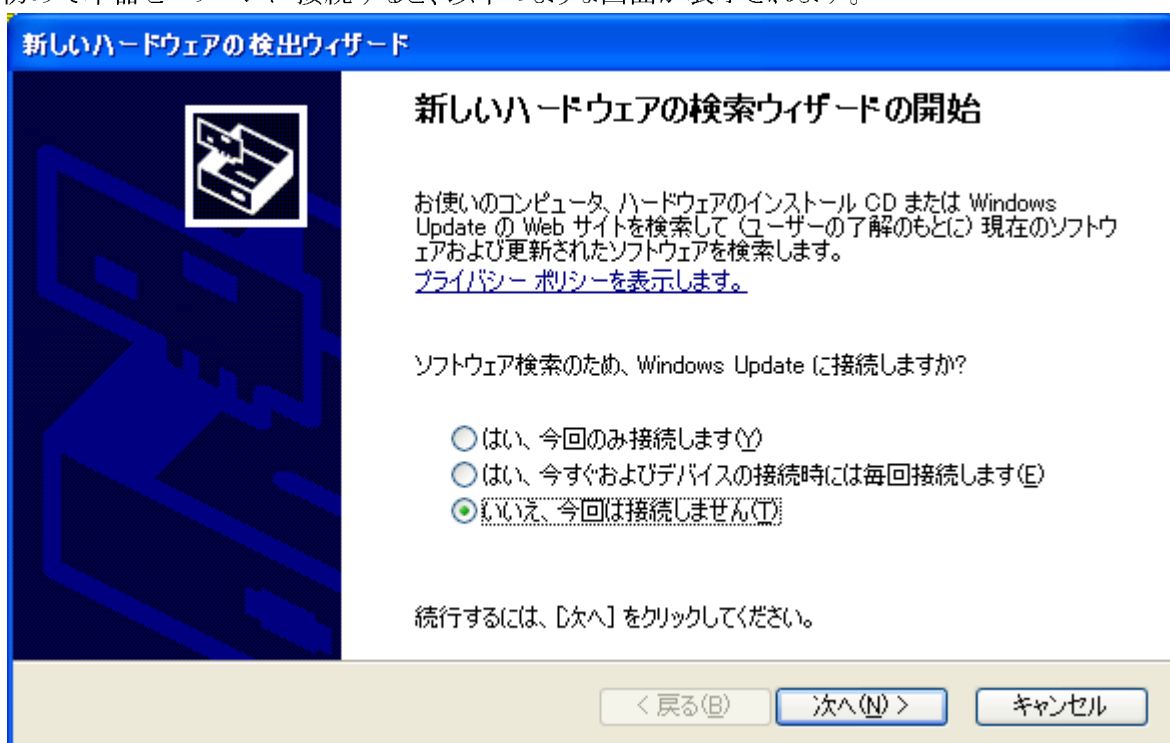 新しいハードウェアの検出ウィザード
新しいハードウェアの検索ウィザードの開始
お使いのコンピュータ、ハードウェアのインストール CD または Windows
Update の Web サイトを検索して (ユーザーの了解のもとに) 現在のソフトウ
ェアおよび更新されたソフトウェアを検索します。
プライバシー ポリシーを表示します。
ソフトウェア検索のため、Windows Update に接続しますか?
はい、今回のみ接続します(Y)
はい、今すぐおよびデバイスの接続時には毎回接続します(E)
いいえ、今回は接続しません(T)
続行するには、[次へ] をクリックしてください。
< 戻る(B) 次へ(N) > キャンセル